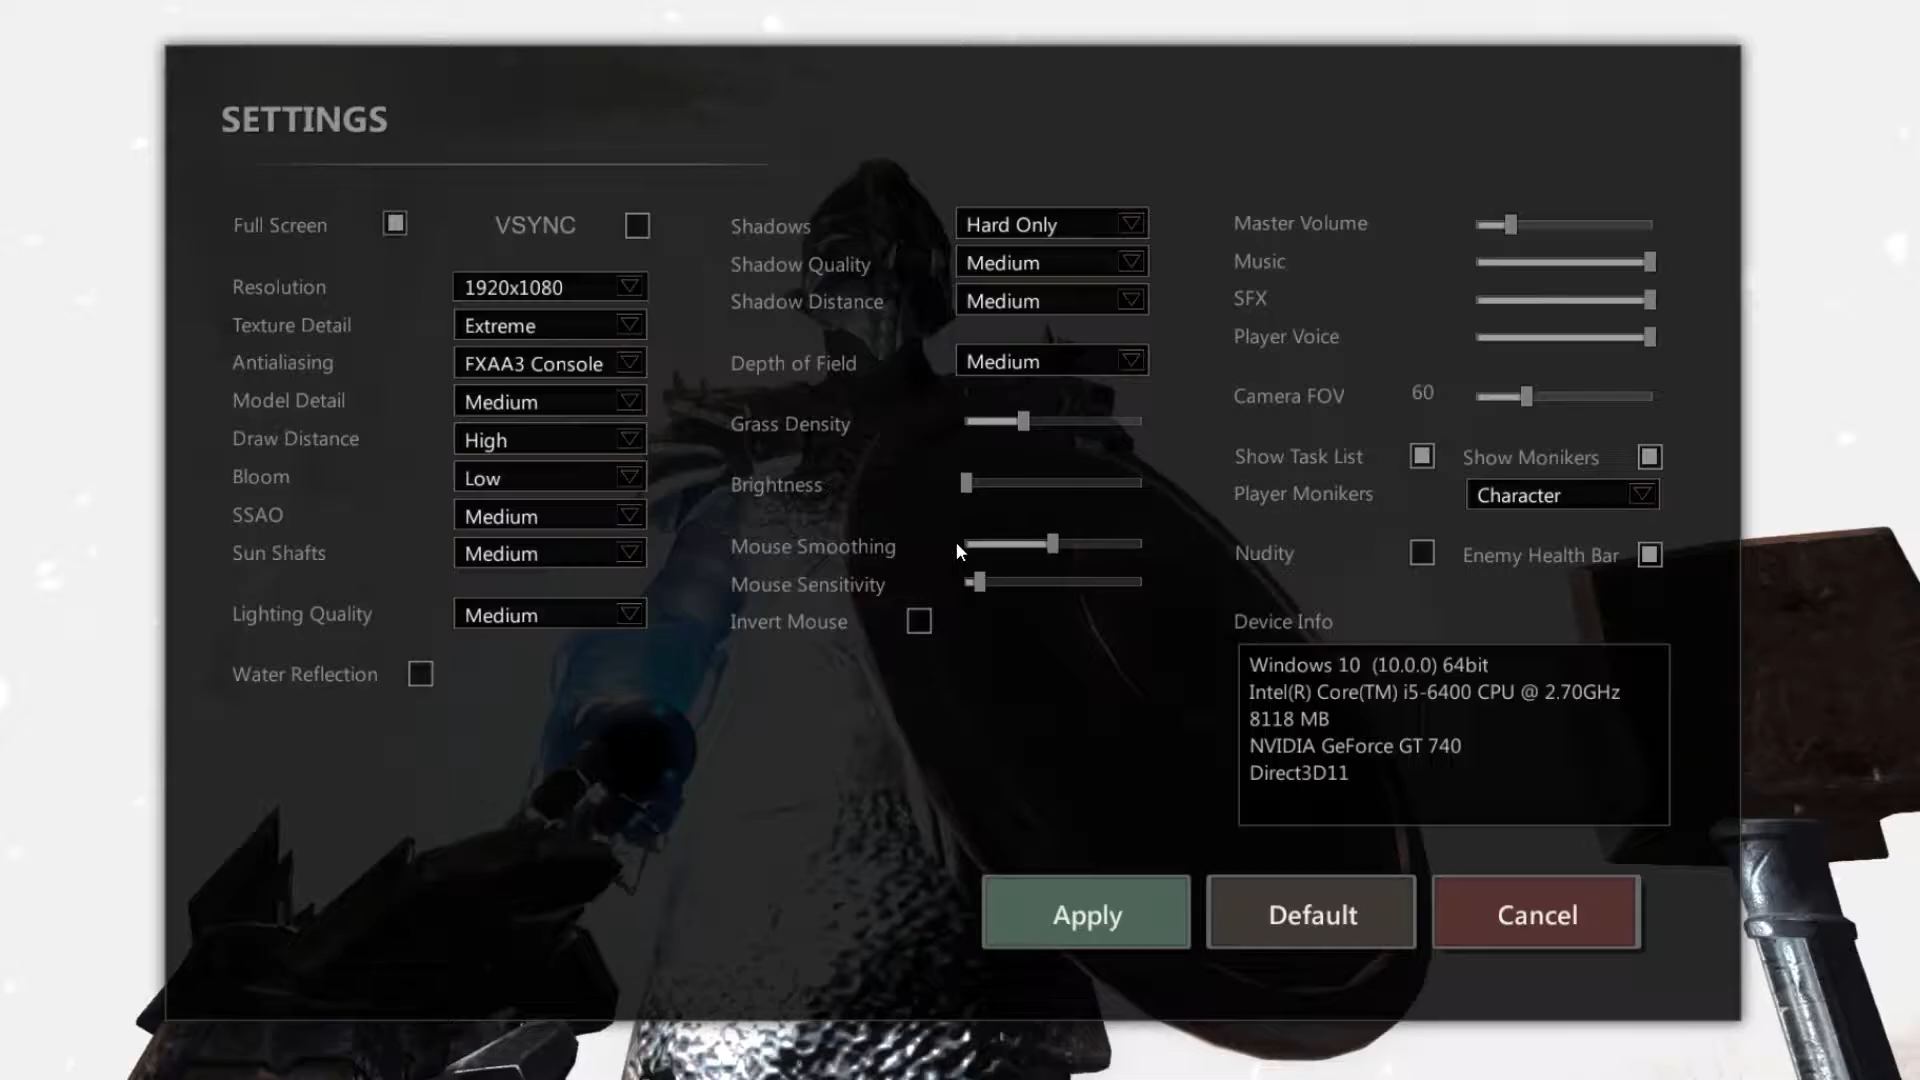 SETTINGS
Full Screen
VSYNC
Resolution 1920x1080
Texture Detail Extreme
Antialiasing FXAA3 Console
Model Detail Medium
Draw Distance High
Bloom Low
SSAO Medium
Sun Shafts Medium
Lighting Quality Medium
Water Reflection
Shadows Hard Only
Shadow Quality Medium
Shadow Distance Medium
Depth of Field Medium
Grass Density
Brightness
Mouse Smoothing
Mouse Sensitivity
Invert Mouse
Master Volume
Music
SFX
Player Voice
Camera FOV 60
Show Task List Show Monikers
Player Monikers Character
Nudity Enemy Health Bar
Device Info
Windows 10 (10.0.0) 64bit
Intel(R) Core(TM) i5-6400 CPU @ 2.70GHz
8118 MB
NVIDIA GeForce GT 740
Direct3D11
Apply Default Cancel